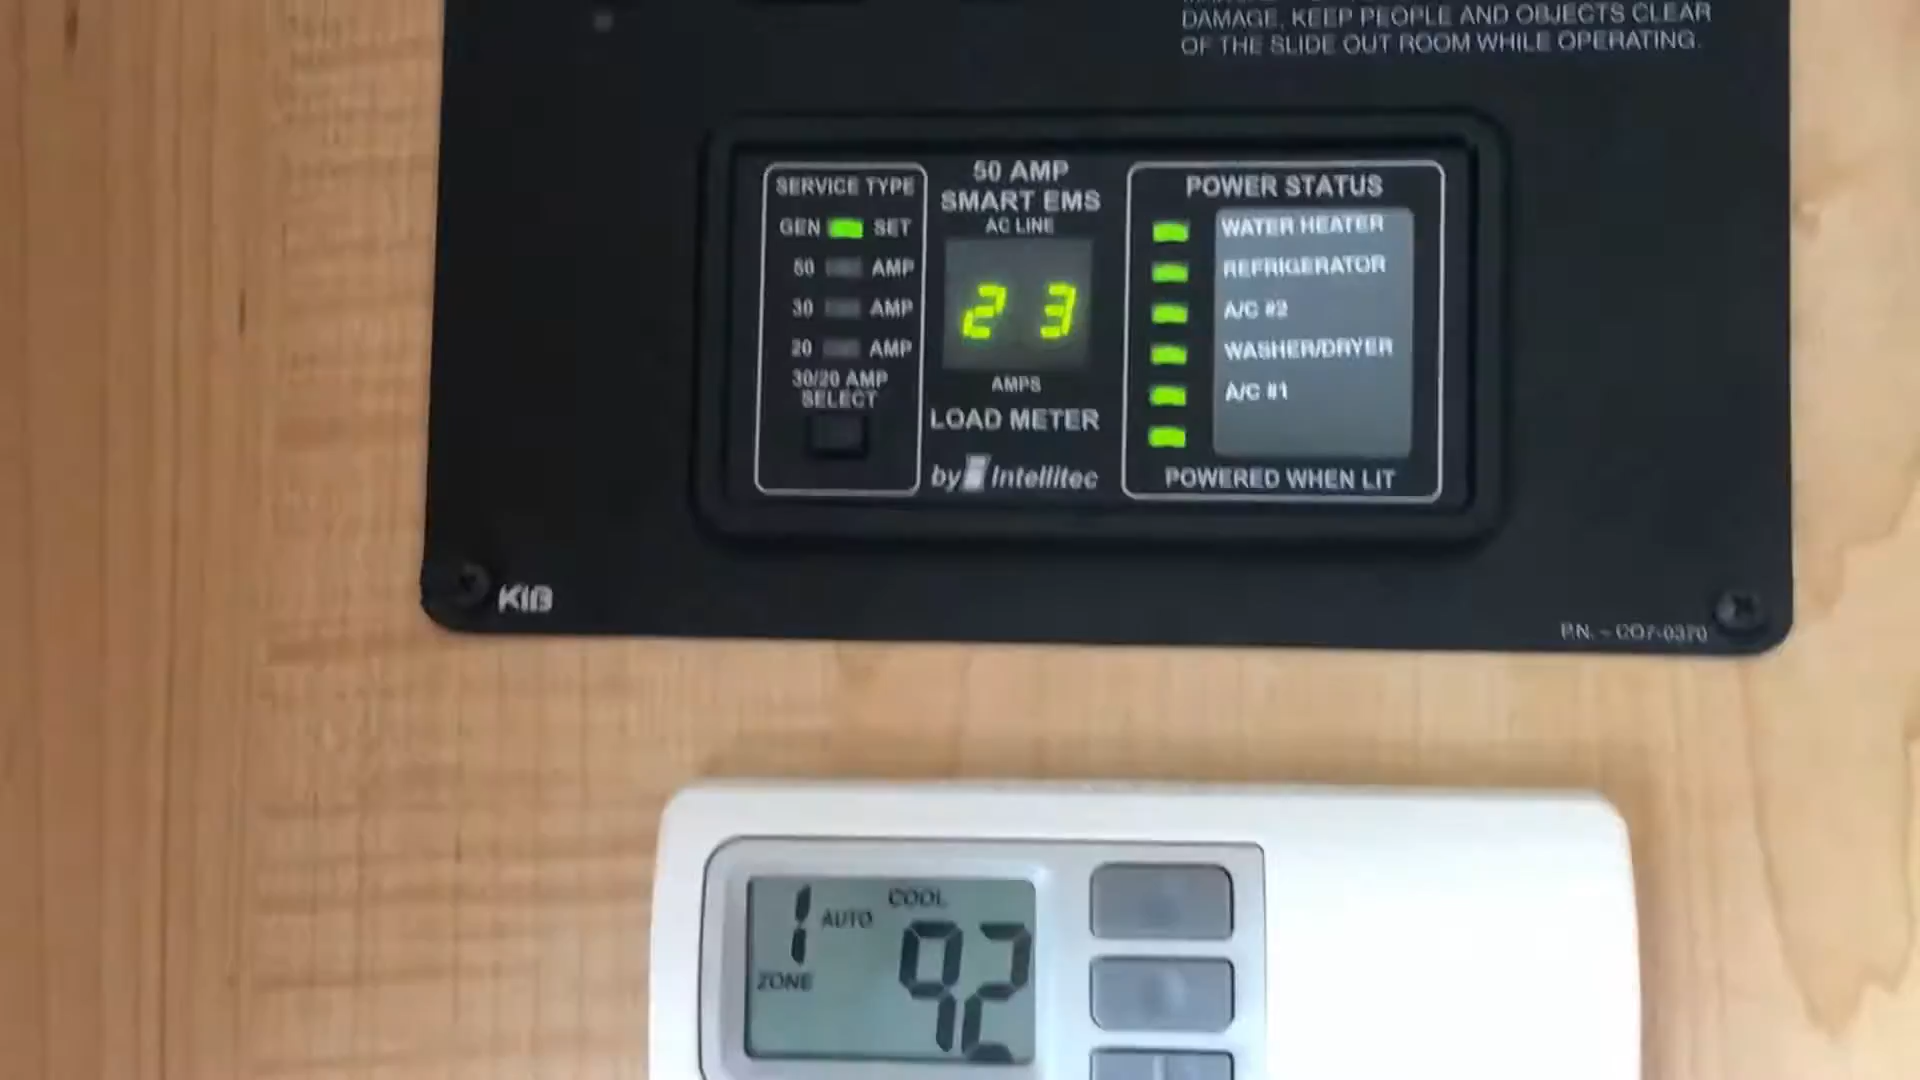 DAMAGE, KEEP PEOPLE AND OBJECTS CLEAR
OF THE SLIDE OUT ROOM WHILE OPERATING.
SERVICE TYPE
GEN SET
50 AMP
30 AMP
20 AMP
30/20 AMP
SELECT
50 AMP
SMART EMS
AC LINE
23
AMPS
LOAD METER
by Intellitec
POWER STATUS
WATER HEATER
REFRIGERATOR
A/C #2
WASHER/DRYER
A/C #1
POWERED WHEN LIT
KIB
P.N. - CO7-0370
1 AUTO COOL 92
ZONE